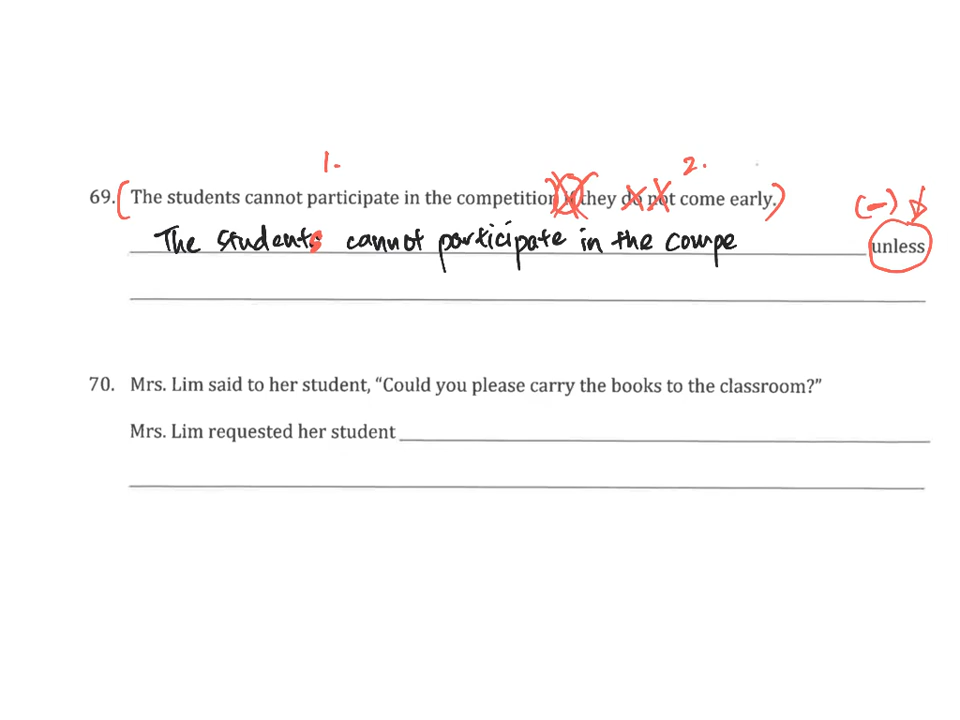 1. 2.
69. (The students cannot participate in the competition if they do not come early.) (-)
The students cannot participate in the compe unless
70. Mrs. Lim said to her student, “Could you please carry the books to the classroom?”
Mrs. Lim requested her student